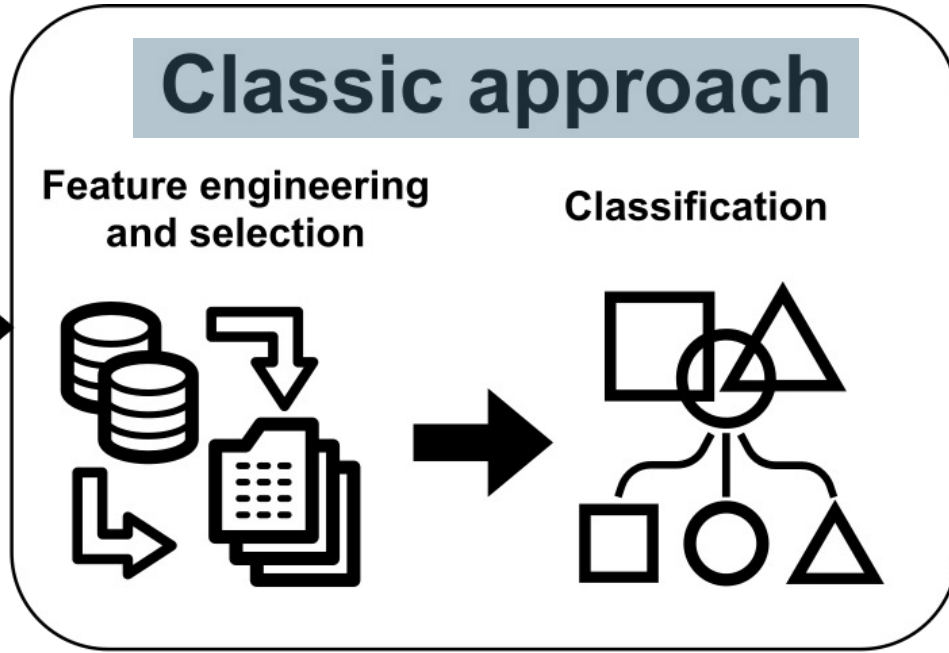 Classic approach
Feature engineering
and selection
Classification